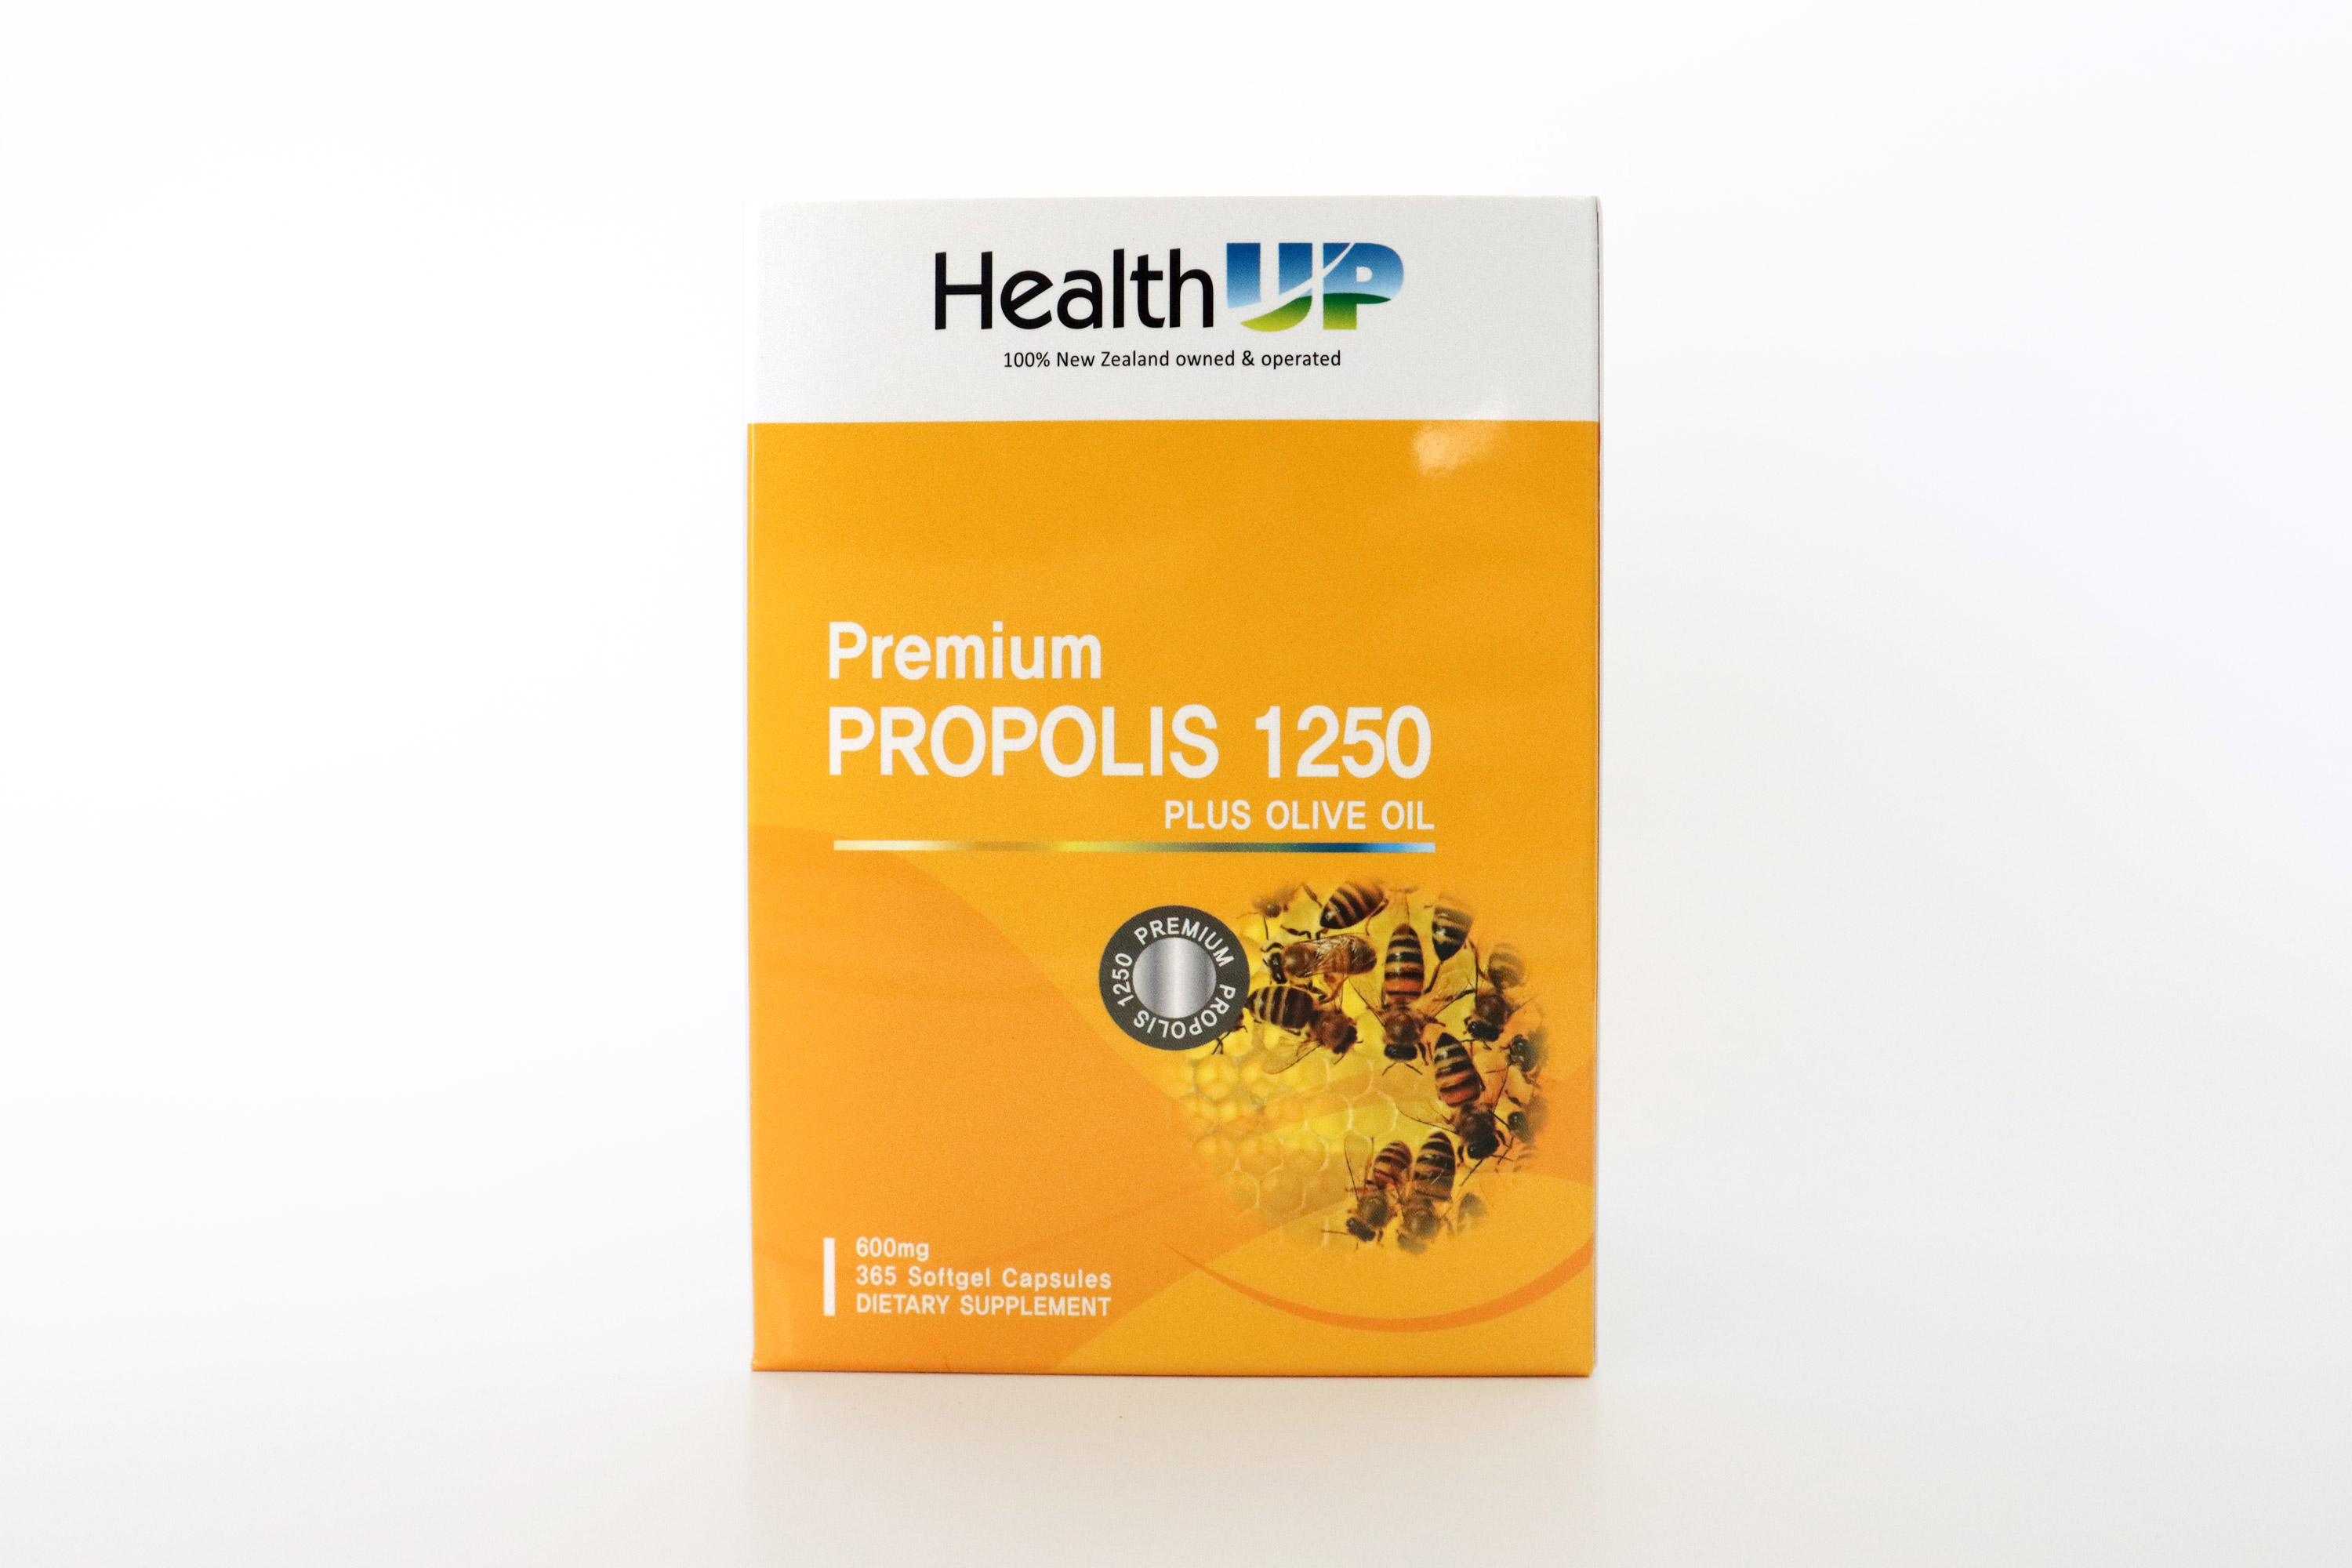 HealthUP
100% New Zealand owned & operated
Premium
PROPOLIS 1250
PLUS OLIVE OIL
PREMIUM PROPOLIS 1250
600mg
365 Softgel Capsules
DIETARY SUPPLEMENT